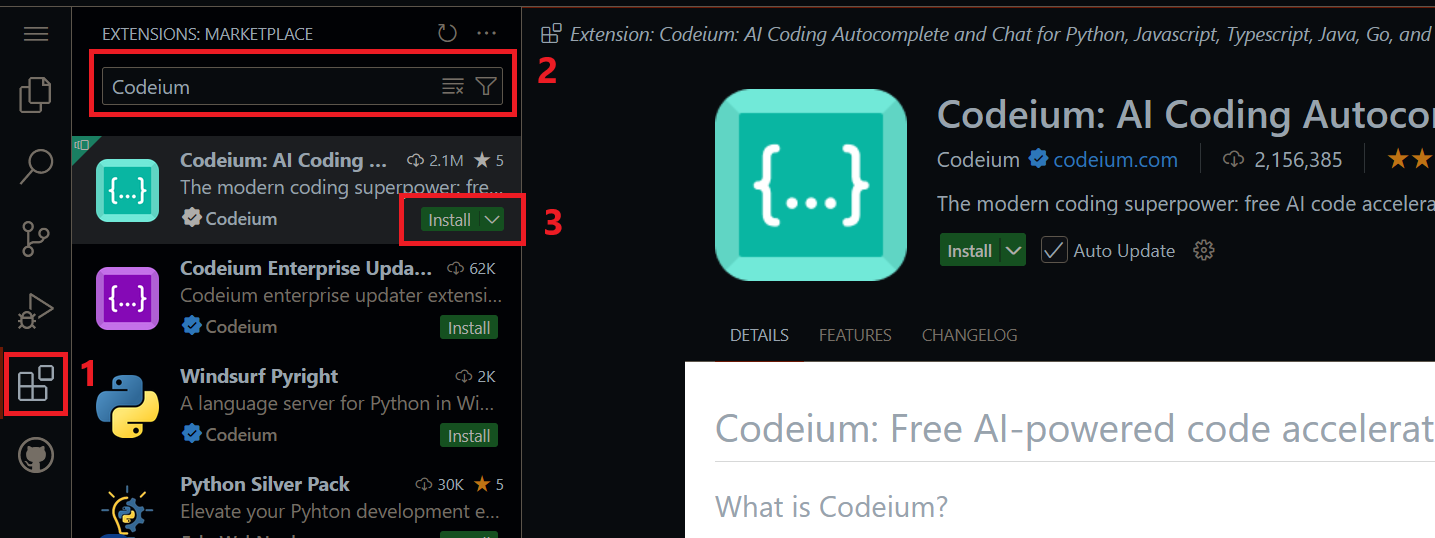 EXTENSIONS: MARKETPLACE
Codeium
2
Codeium: AI Coding ... 2.1M 5
The modern coding superpower: fre...
Codeium Install
3
Codeium Enterprise Upda... 62K
Codeium enterprise updater extensi...
Codeium Install
1
Windsurf Pyright 2K
A language server for Python in Wi...
Codeium Install
Python Silver Pack 30K 5
Elevate your Pyhton development e...
Extension: Codeium: AI Coding Autocomplete and Chat for Python, Javascript, Typescript, Java, Go, and
{...}
Codeium: AI Coding Autoco
Codeium codeium.com 2,156,385
The modern coding superpower: free AI code accelera
Install Auto Update
DETAILS FEATURES CHANGELOG
Codeium: Free AI-powered code accelerat
What is Codeium?